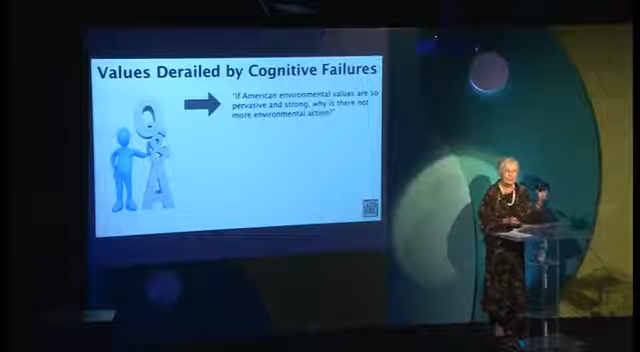 Values Derailed by Cognitive Failures
"If American environmental values are so
pervasive and strong, why is there not
more environmental action?"
Q
&
A